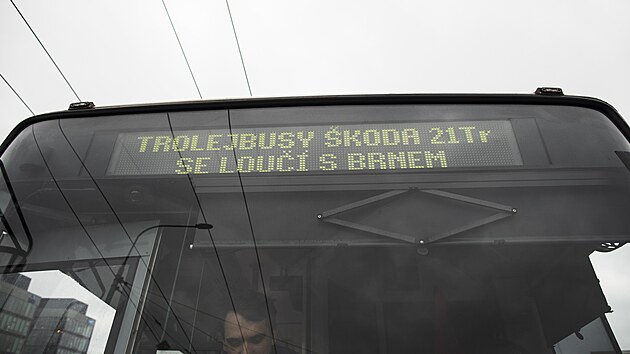 TROLEJBUSY ŠKODA 21Tr
SE LOUČÍ S BRNEM